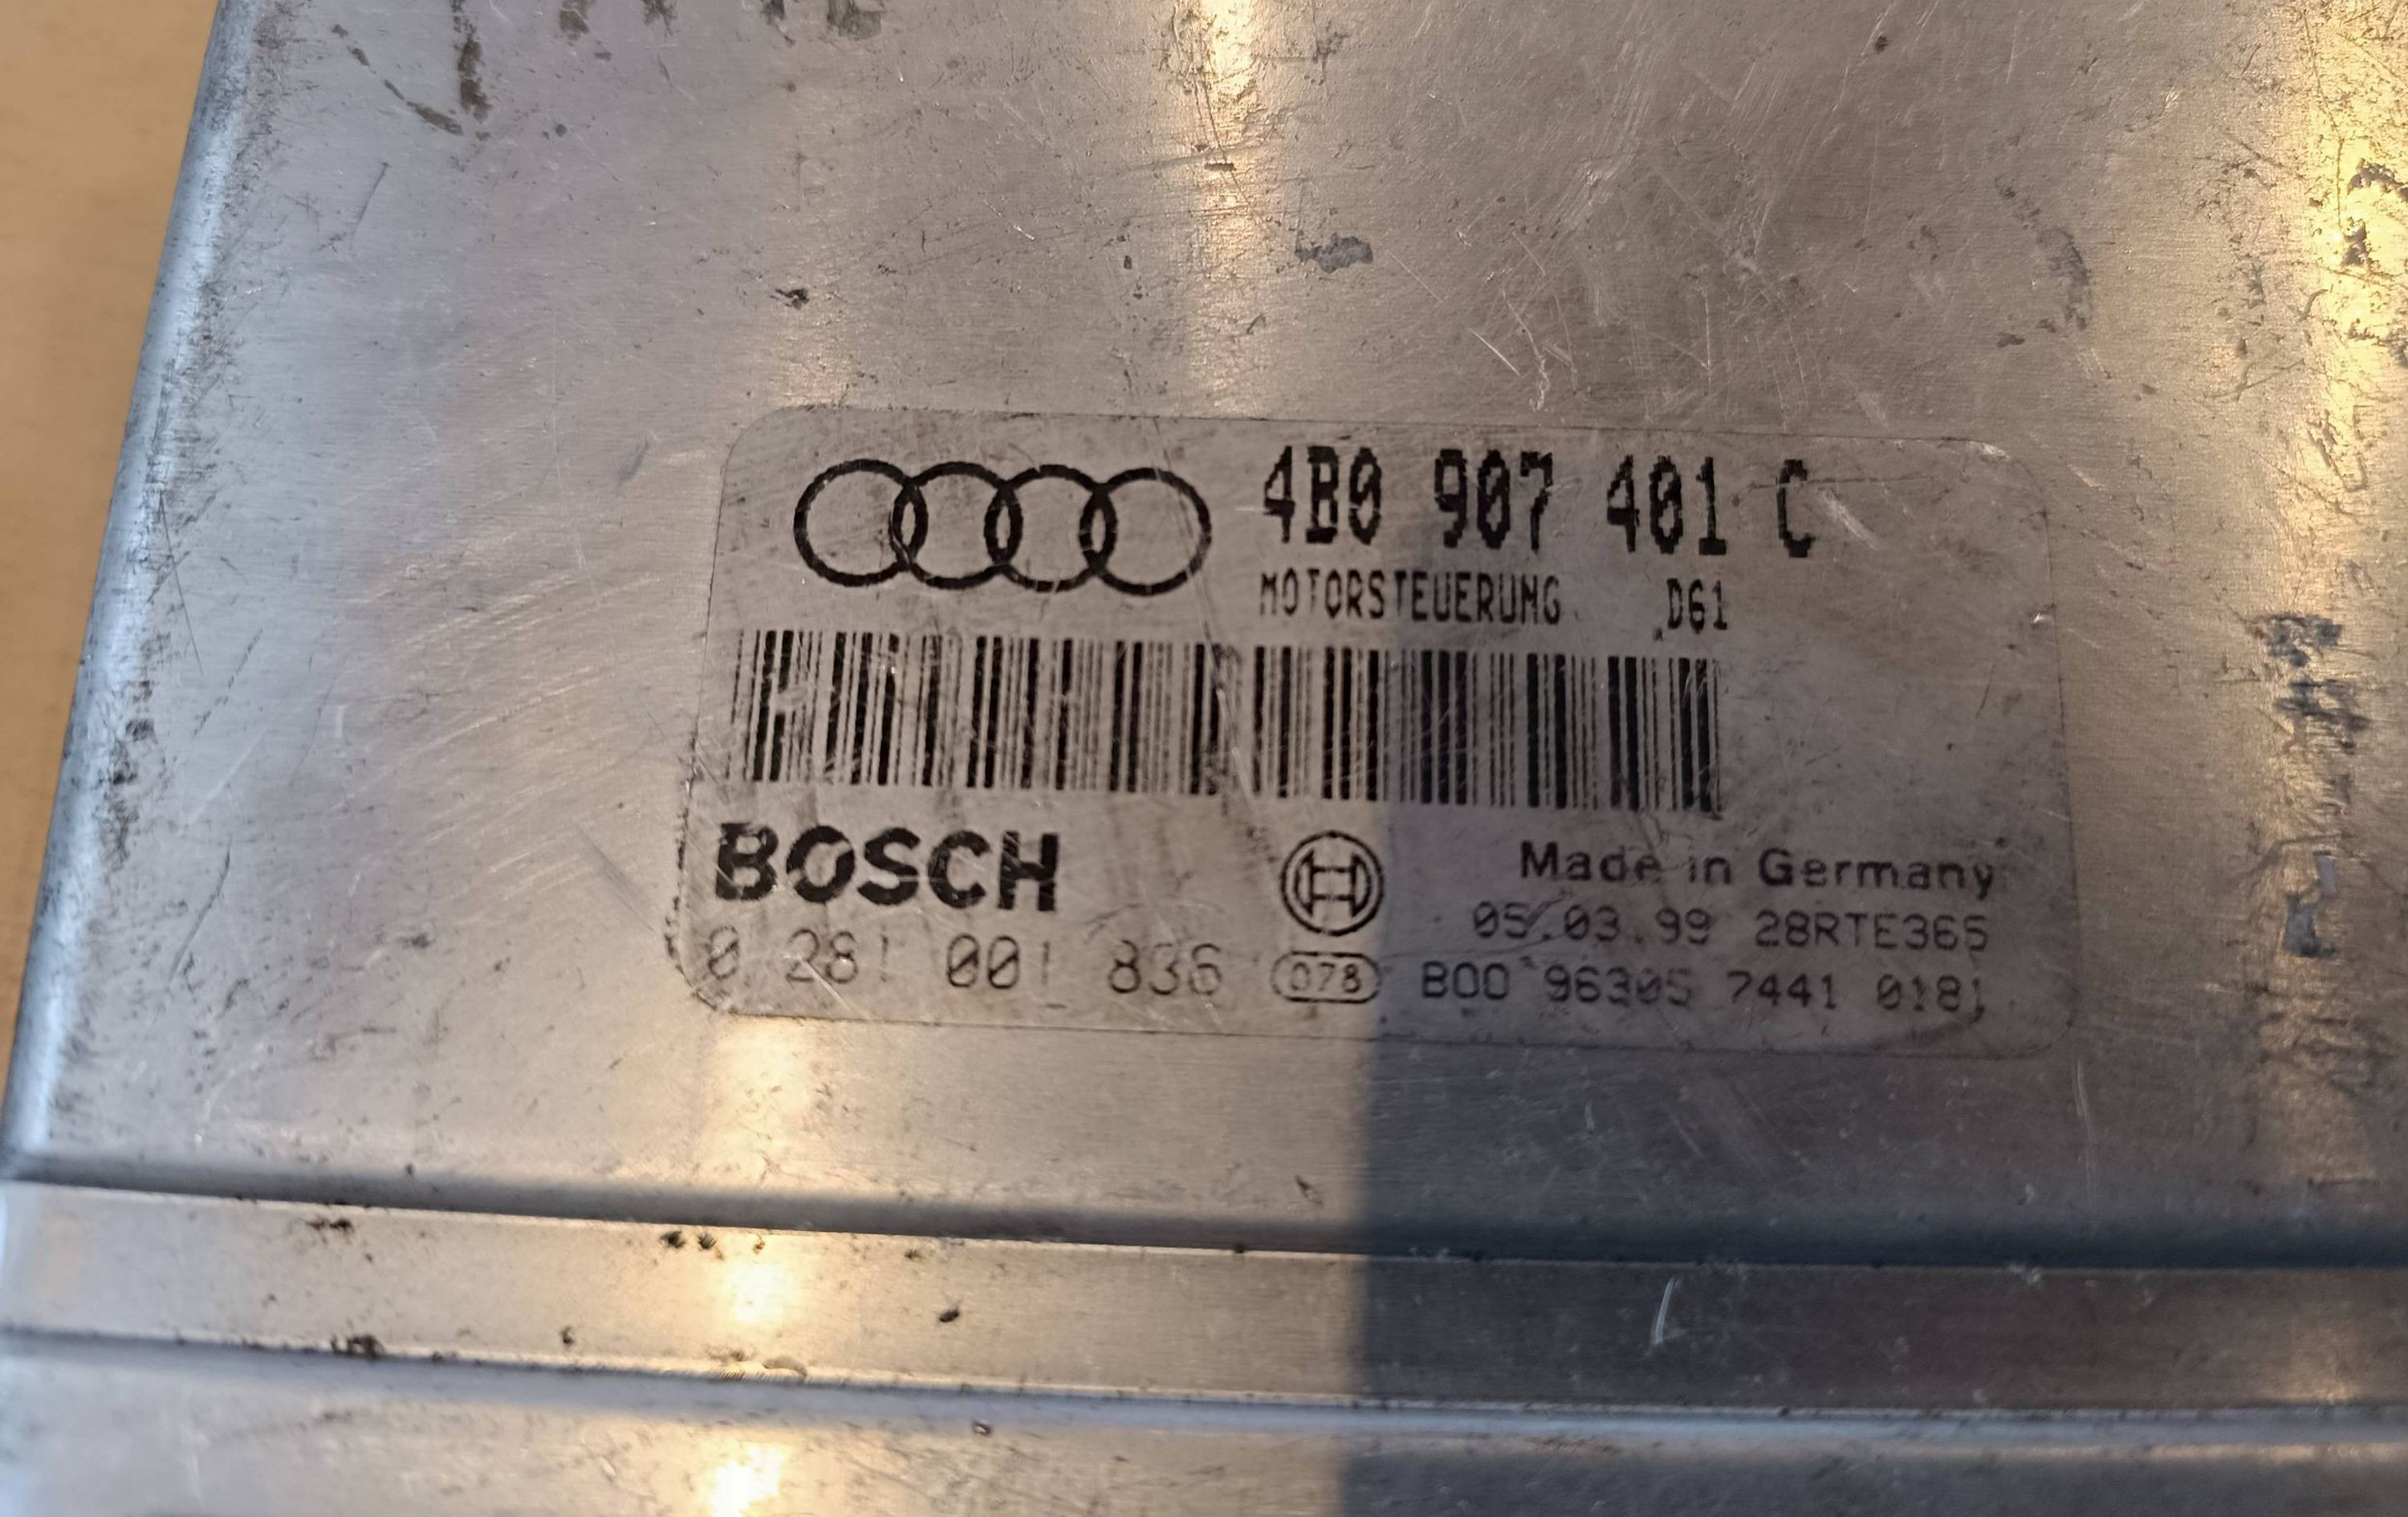 4B0 907 401 C
MOTORSTEUERUNG D61
BOSCH
Made in Germany
05.03.99 28RTE365
0 281 001 836 078 B00 96305 7441 0181